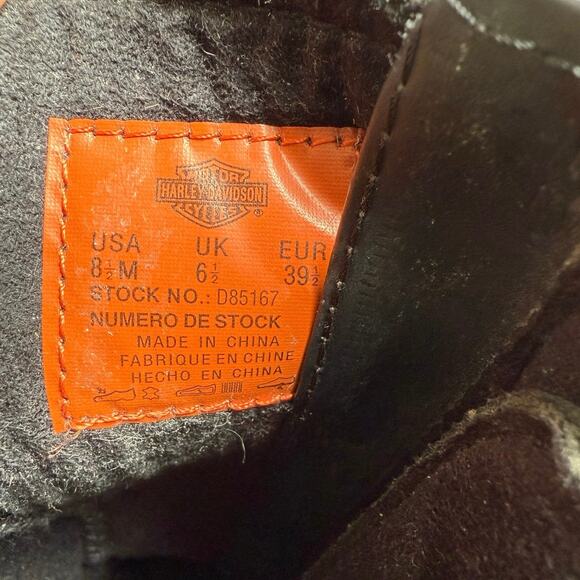 MOTOR
HARLEY-DAVIDSON
CYCLES
®
USA UK EUR
8½M 6½ 39½
STOCK NO.: D85167
NUMERO DE STOCK
MADE IN CHINA
FABRIQUE EN CHINE
HECHO EN CHINA